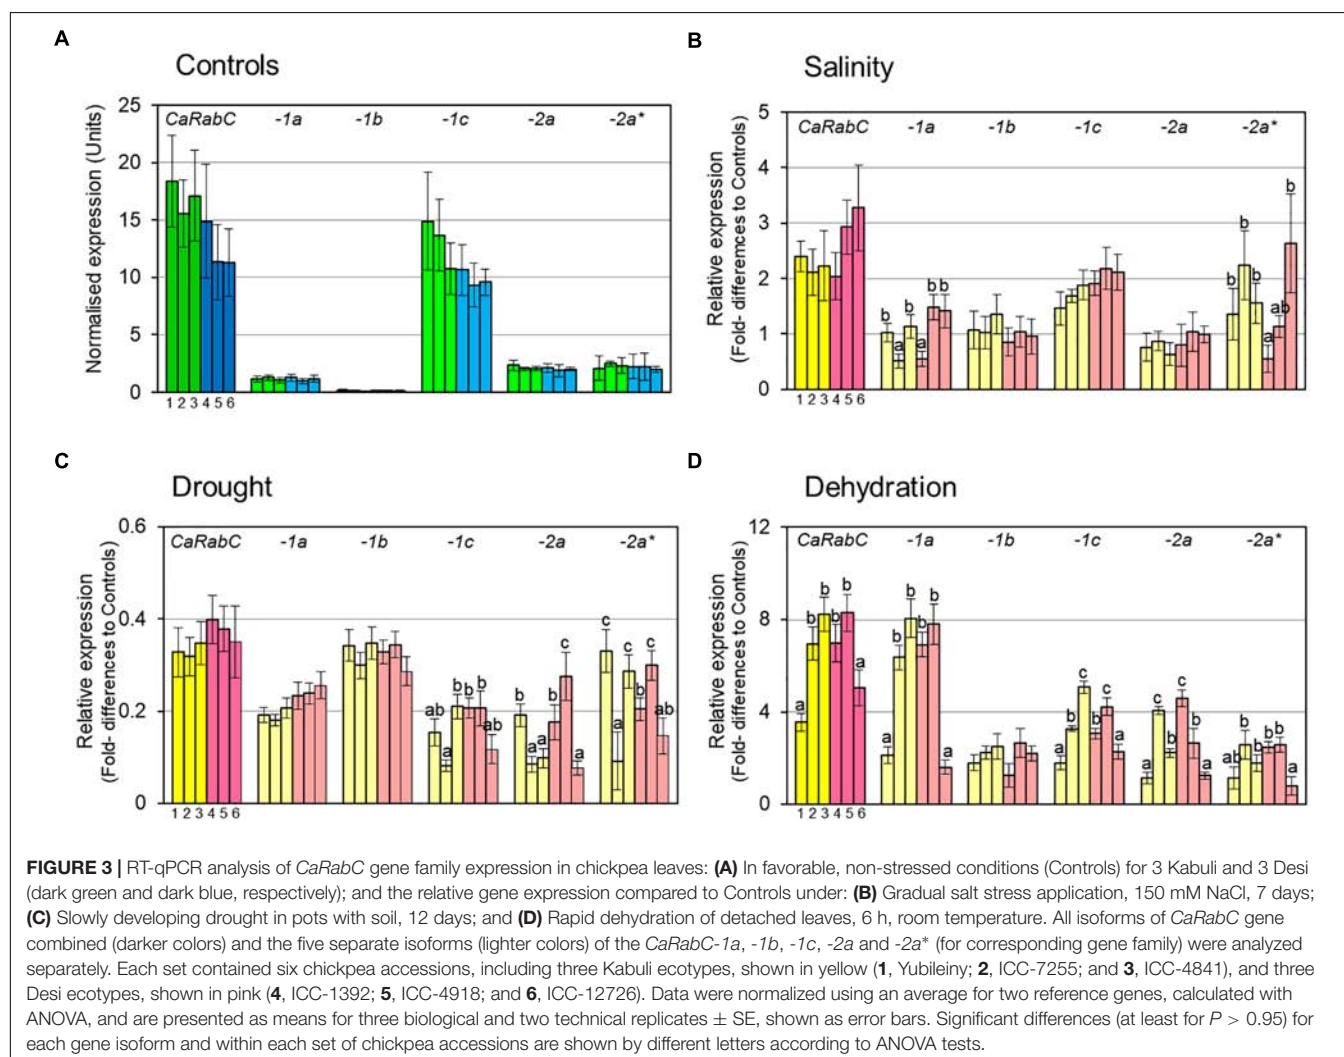 A
Controls
Normalised expression (Units)
25
20
15
10
5
0
CaRabC -1a -1b -1c -2a -2a*
1 2 3 4 5 6
B
Salinity
Relative expression
(Fold- differemces to Controls)
5
4
3
2
1
0
CaRabC -1a -1b -1c -2a -2a*
b a b a b b
b b b a ab b
1 2 3 4 5 6
C
Drought
Relative expression
(Fold- differences to Controls)
0.6
0.4
0.2
0
CaRabC -1a -1b -1c -2a -2a*
ab a b b b ab
b a a b c a
c a c b c ab
1 2 3 4 5 6
D
Dehydration
Relative expression
(Fold- differences to Controls)
12
8
4
0
CaRabC -1a -1b -1c -2a -2a*
a b b b b a
a b b b b a
a b c b c a
a c b c b a
ab b b b b a
1 2 3 4 5 6
FIGURE 3 | RT-qPCR analysis of CaRabC gene family expression in chickpea leaves: (A) In favorable, non-stressed conditions (Controls) for 3 Kabuli and 3 Desi
(dark green and dark blue, respectively); and the relative gene expression compared to Controls under: (B) Gradual salt stress application, 150 mM NaCl, 7 days;
(C) Slowly developing drought in pots with soil, 12 days; and (D) Rapid dehydration of detached leaves, 6 h, room temperature. All isoforms of CaRabC gene
combined (darker colors) and the five separate isoforms (lighter colors) of the CaRabC-1a, -1b, -1c, -2a and -2a* (for corresponding gene family) were analyzed
separately. Each set contained six chickpea accessions, including three Kabuli ecotypes, shown in yellow (1, Yubileiny; 2, ICC-7255; and 3, ICC-4841), and three
Desi ecotypes, shown in pink (4, ICC-1392; 5, ICC-4918; and 6, ICC-12726). Data were normalized using an average for two reference genes, calculated with
ANOVA, and are presented as means for three biological and two technical replicates ± SE, shown as error bars. Significant differences (at least for P > 0.95) for
each gene isoform and within each set of chickpea accessions are shown by different letters according to ANOVA tests.